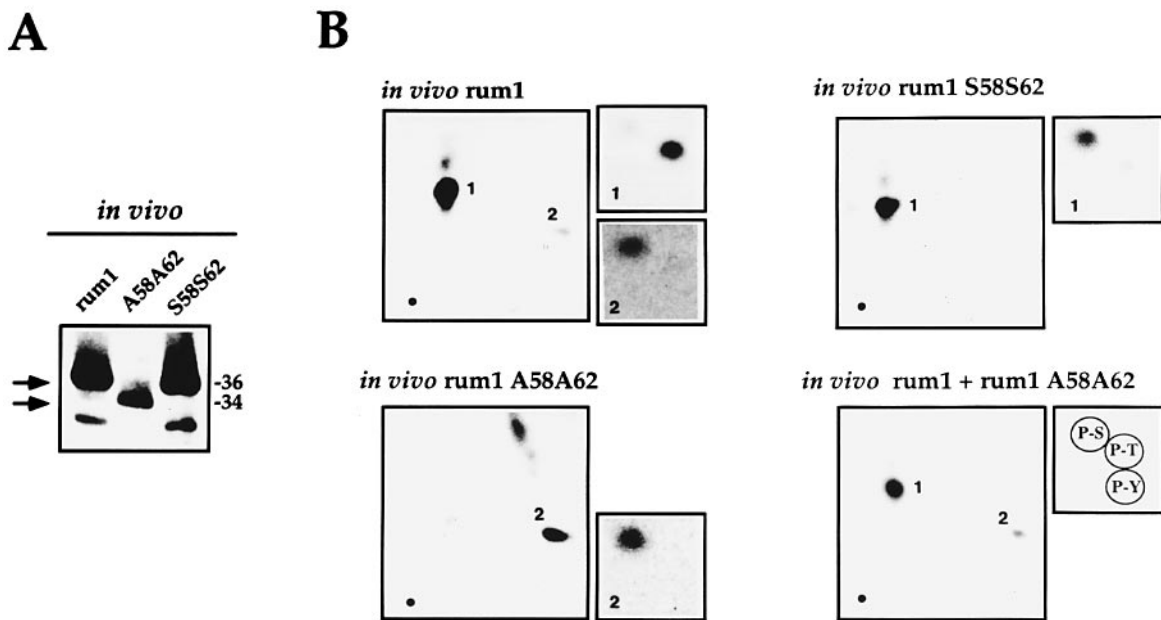 A
in vivo
rum1
A58A62
S58S62
-36
-34
B
in vivo rum1
1
2
1
2
in vivo rum1 S58S62
1
1
in vivo rum1 A58A62
2
2
in vivo rum1 + rum1 A58A62
1
2
P-S
P-T
P-Y